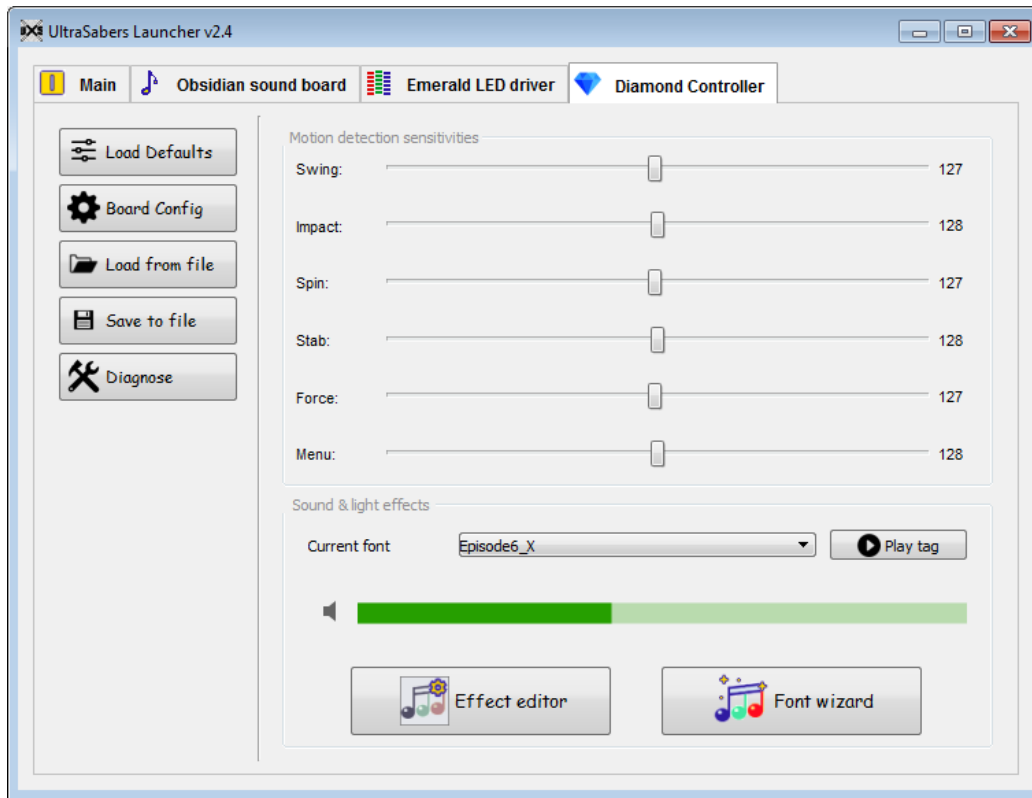 UltraSabers Launcher v2.4
Main Obsidian sound board Emerald LED driver Diamond Controller
Load Defaults
Board Config
Load from file
Save to file
Diagnose
Motion detection sensitivities
Swing: 127
Impact: 128
Spin: 127
Stab: 128
Force: 127
Menu: 128
Sound & light effects
Current font Episode6_X Play tag
Effect editor Font wizard